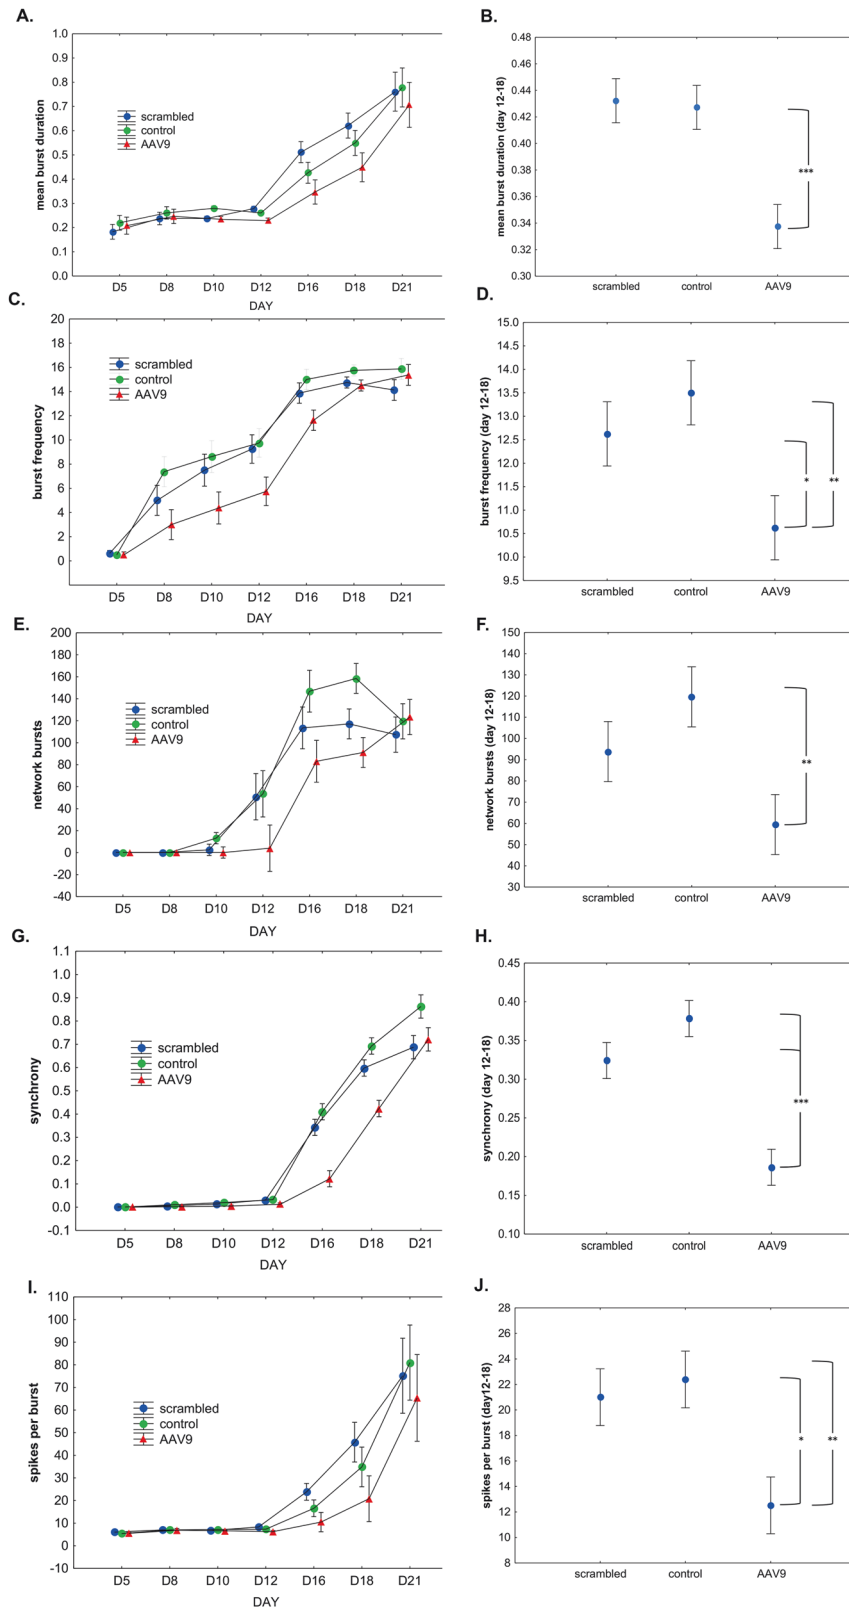 A.
mean burst duration
1.0
0.9
0.8
0.7
0.6
0.5
0.4
0.3
0.2
0.1
0.0
scrambled
control
AAV9
D5 D8 D10 D12 D16 D18 D21
DAY
B.
mean burst duration (day 12-18)
0.48
0.46
0.44
0.42
0.40
0.38
0.36
0.34
0.32
0.30
***
scrambled control AAV9
C.
burst frequency
20
18
16
14
12
10
8
6
4
2
0
scrambled
control
AAV9
D5 D8 D10 D12 D16 D18 D21
DAY
D.
burst frequency (day 12-18)
15.0
14.5
14.0
13.5
13.0
12.5
12.0
11.5
11.0
10.5
10.0
9.5
* **
scrambled control AAV9
E.
network bursts
200
180
160
140
120
100
80
60
40
20
0
-20
-40
scrambled
control
AAV9
D5 D8 D10 D12 D16 D18 D21
DAY
F.
network bursts (day 12-18)
150
140
130
120
110
100
90
80
70
60
50
40
30
**
scrambled control AAV9
G.
synchrony
1.1
1.0
0.9
0.8
0.7
0.6
0.5
0.4
0.3
0.2
0.1
0.0
-0.1
scrambled
control
AAV9
D5 D8 D10 D12 D16 D18 D21
DAY
H.
synchrony (day 12-18)
0.45
0.40
0.35
0.30
0.25
0.20
0.15
0.10
***
scrambled control AAV9
I.
spikes per burst
110
100
90
80
70
60
50
40
30
20
10
0
-10
scrambled
control
AAV9
D5 D8 D10 D12 D16 D18 D21
DAY
J.
spikes per burst (day12-18)
28
26
24
22
20
18
16
14
12
10
8
* **
scrambled control AAV9